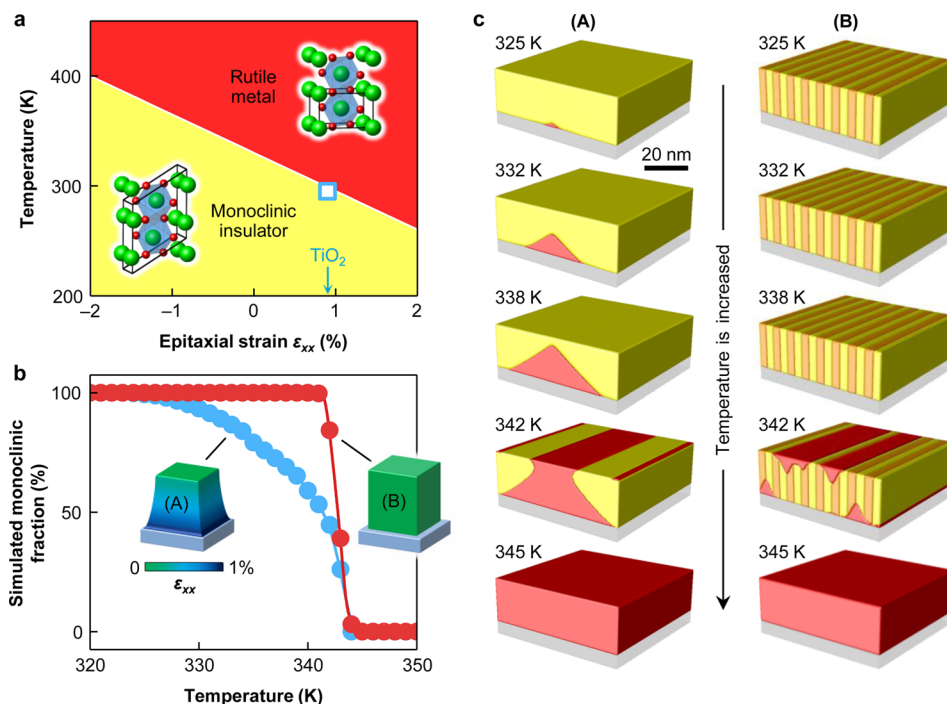 a
Temperature (K)
400
300
200
Rutile
metal
Monoclinic
insulator
TiO₂
−2
−1
0
1
2
Epitaxial strain εxx (%)
b
Simulated monoclinic
fraction (%)
100
50
0
(A)
(B)
0
1%
εxx
320
330
340
350
Temperature (K)
c
(A)
(B)
325 K
325 K
20 nm
332 K
332 K
338 K
338 K
342 K
342 K
345 K
345 K
Temperature is increased